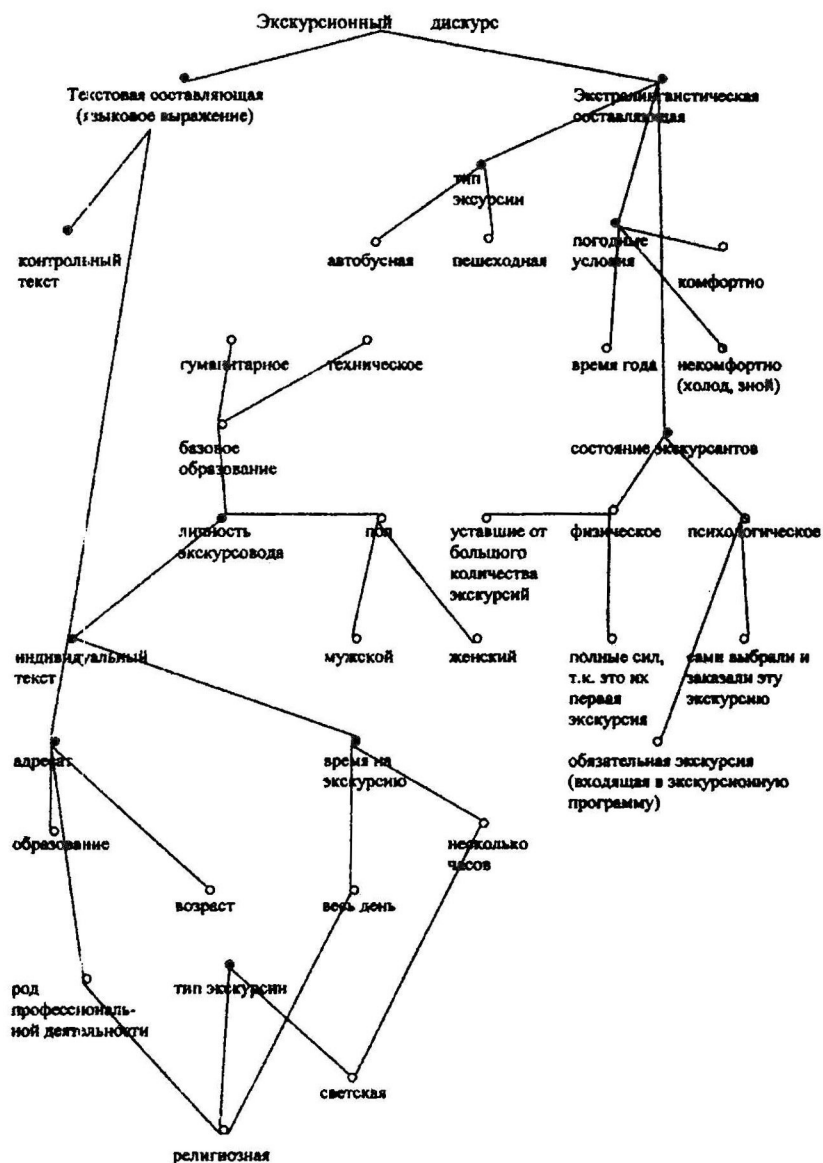 Экскурсионный дискурс
Текстовая составляющая
(языковое выражение)
Экстралингвистическая
составляющая
тип
эксурсии
контрольный
текст
автобусная
пешеходная
погодные
условия
комфортно
гуманитарное
техническое
время года
некомфортно
(холод, зной)
базовое
образование
состояние экскурсантов
личность
экскурсовода
пол
уставшие от
большого
количества
экскурсий
физическое
психологическое
индивидуальный
текст
мужской
женский
полные сил,
т.к. это их
первая
экскурсия
сами выбрали и
заказали эту
экскурсию
адресат
время на
экскурсию
обязательная экскурсия
(входящая в экскурсионную
программу)
образование
несколько
часов
возраст
весь день
род
профессиональ-
ной деятельности
тип экскурсии
светская
религиозная